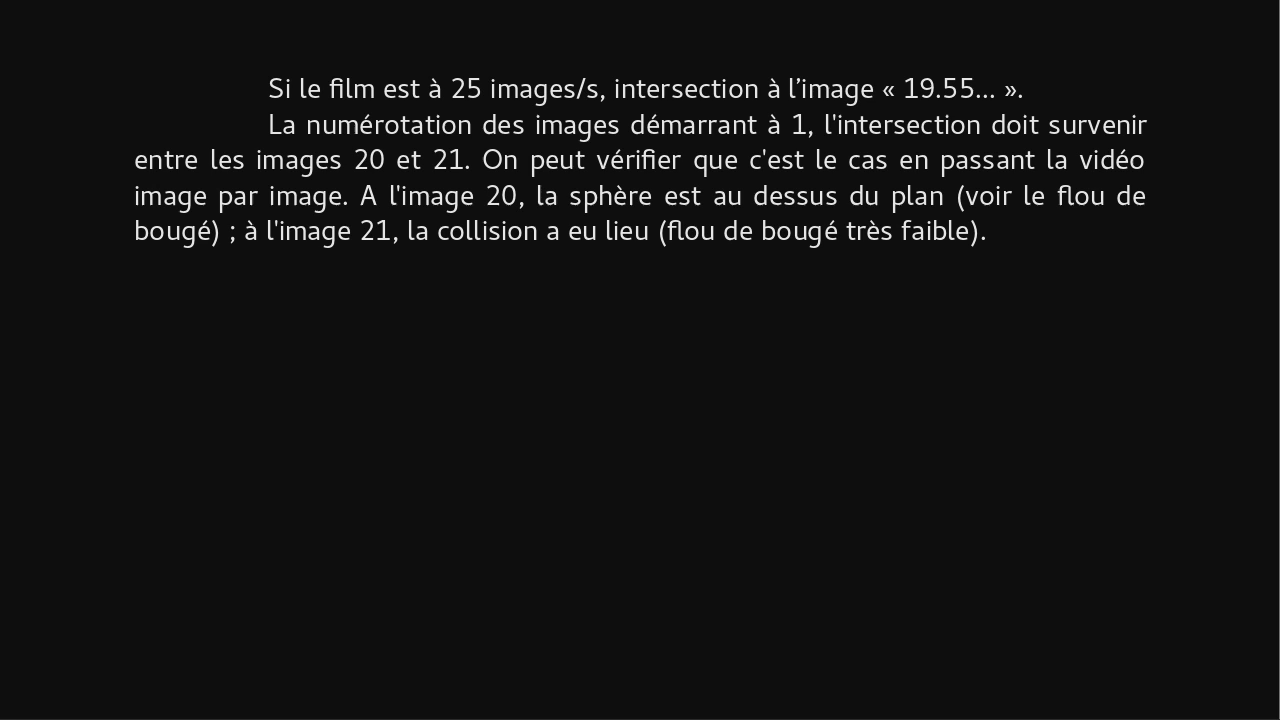 Si le film est à 25 images/s, intersection à l’image « 19.55... ».
La numérotation des images démarrant à 1, l'intersection doit survenir
entre les images 20 et 21. On peut vérifier que c'est le cas en passant la vidéo
image par image. A l'image 20, la sphère est au dessus du plan (voir le flou de
bougé) ; à l'image 21, la collision a eu lieu (flou de bougé très faible).